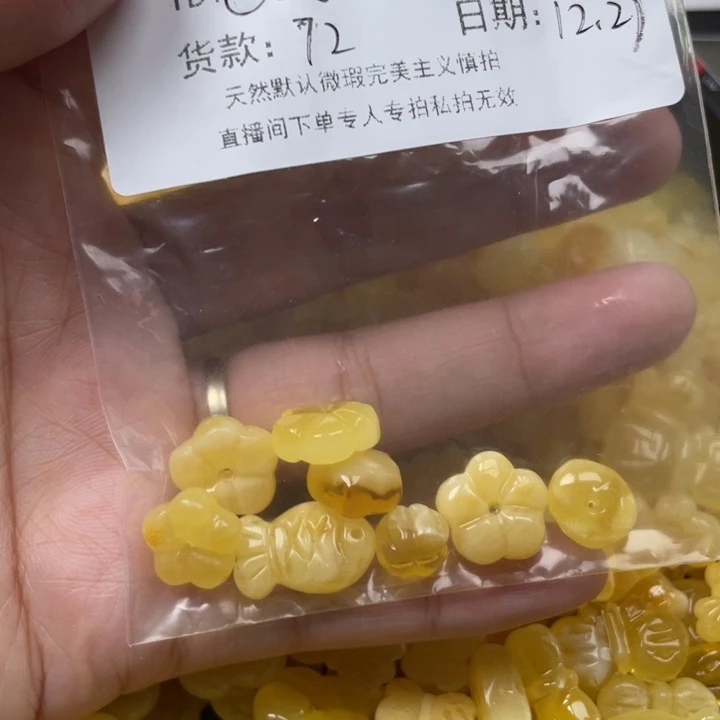 货款: 72
日期: 12.27
天然默认微瑕完美主义慎拍
直播间下单专人专拍私拍无效